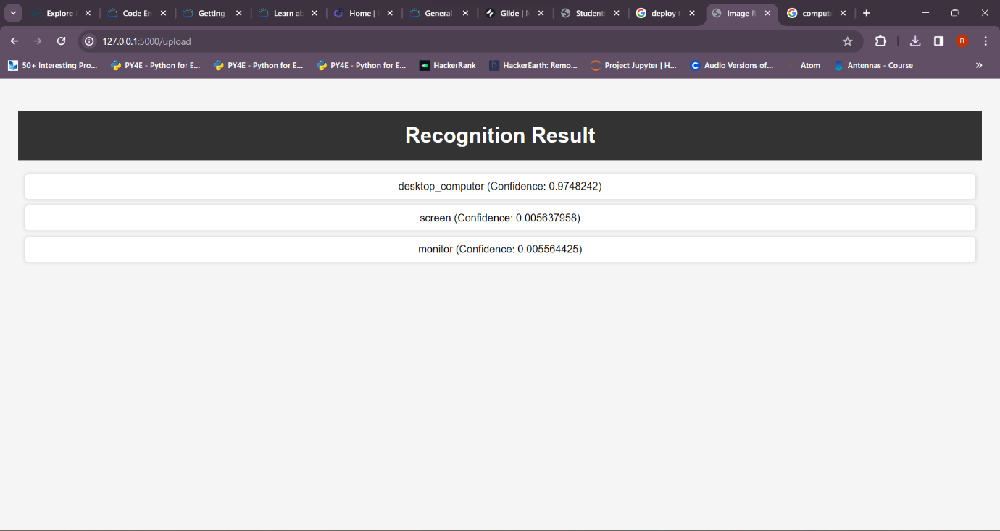 Explore
Code En
Getting
Learn ab
Home |
General
Glide | N
Student
deploy t
Image R
comput
127.0.0.1:5000/upload
R
50+ Interesting Pro...
PY4E - Python for E...
PY4E - Python for E...
PY4E - Python for E...
HackerRank
HackerEarth: Remo...
Project Jupyter | H...
Audio Versions of...
Atom
Antennas - Course
Recognition Result
desktop_computer (Confidence: 0.9748242)
screen (Confidence: 0.005637958)
monitor (Confidence: 0.005564425)